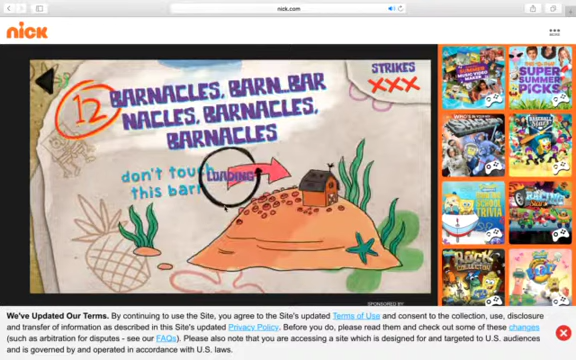 nick.com
nick
MORE
STRIKES
XXX
12
BARNACLES, BARN..BAR
NACLES, BARNACLES,
BARNACLES
don't touch
this barn
LOADING
SUPER
SUMMER
PICKS
TRIVIA
SPONSORED BY
We've Updated Our Terms. By continuing to use the Site, you agree to the Site's updated Terms of Use and consent to the collection, use, disclosure
and transfer of information as described in this Site's updated Privacy Policy. Before you do, please read them and check out some of these changes
(such as arbitration for disputes - see our FAQs). Please also note that you are accessing a site which is designed for and targeted to U.S. audiences
and is governed by and operated in accordance with U.S. laws.